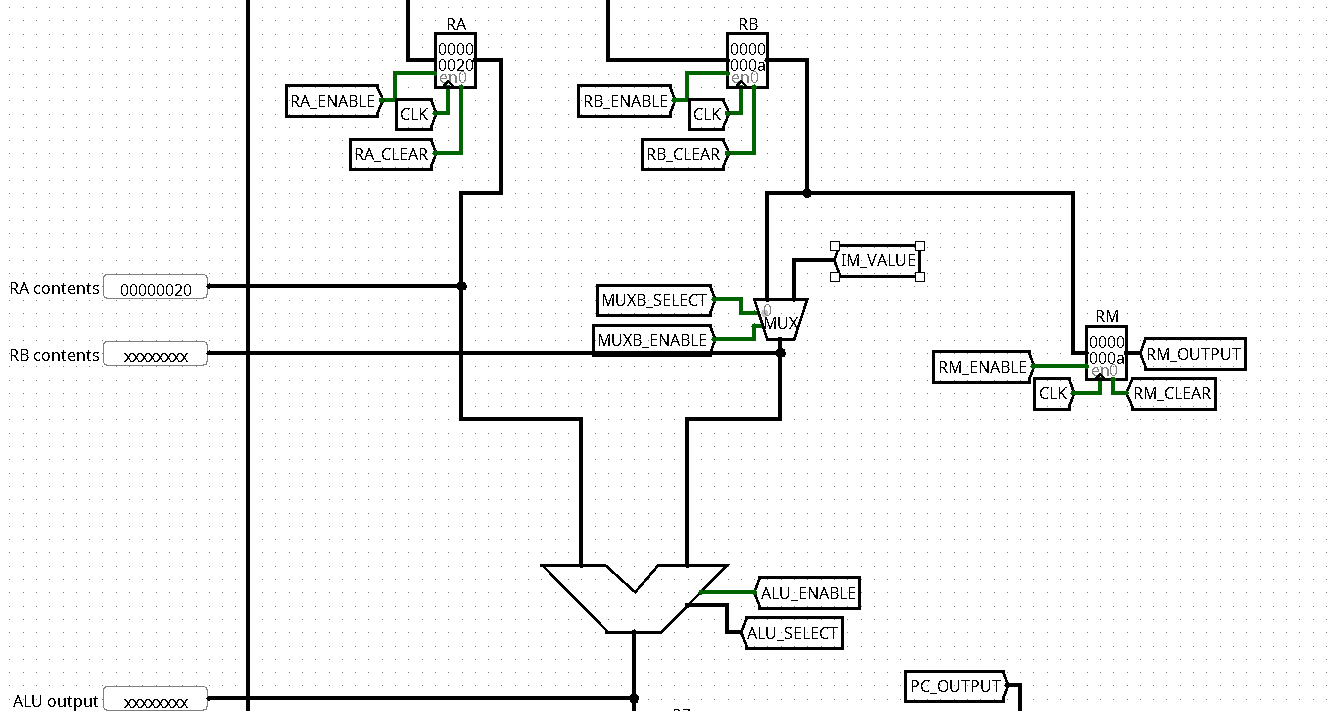 RA
0000
0020
en0
RA_ENABLE
CLK
RA_CLEAR
RB
0000
000a
en0
RB_ENABLE
CLK
RB_CLEAR
IM_VALUE
RA contents 00000020
MUXB_SELECT
0
MUX
MUXB_ENABLE
RB contents xxxxxxxx
RM
0000
000a
en0
RM_OUTPUT
RM_ENABLE
CLK
RM_CLEAR
ALU_ENABLE
ALU_SELECT
PC_OUTPUT
ALU output xxxxxxxx